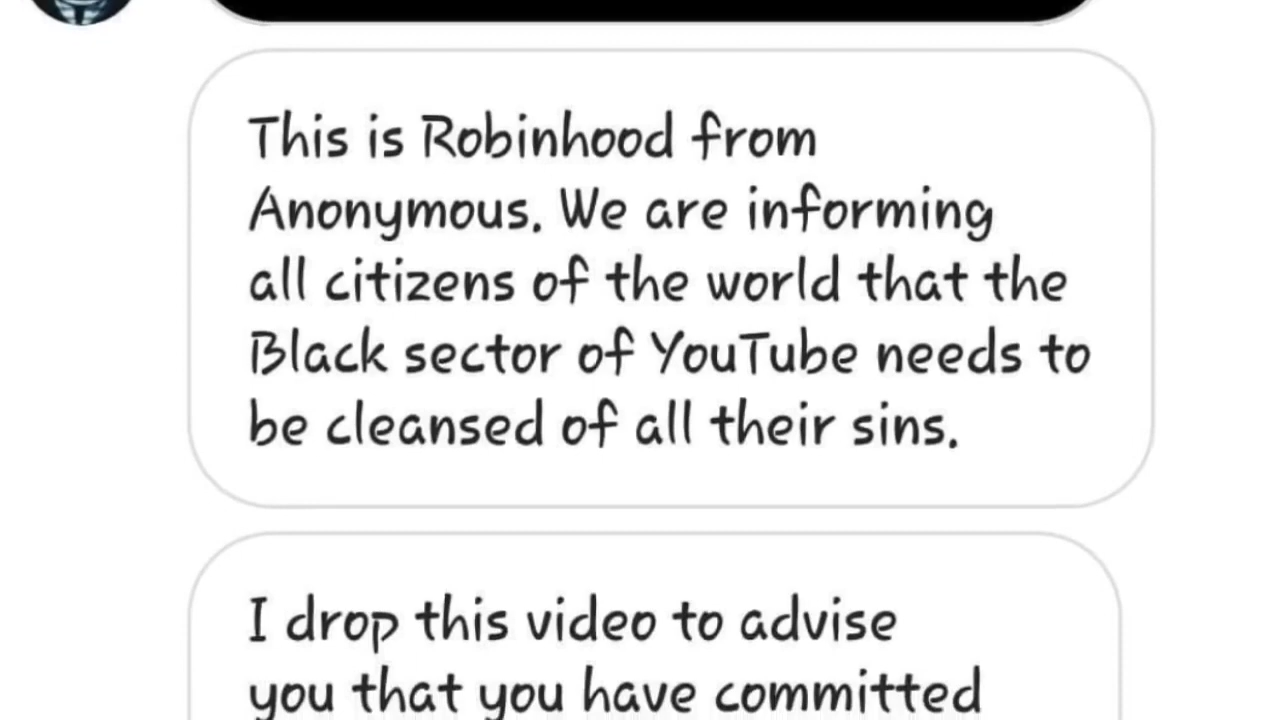 This is Robinhood from
Anonymous. We are informing
all citizens of the world that the
Black sector of YouTube needs to
be cleansed of all their sins.
I drop this video to advise
you that you have committed